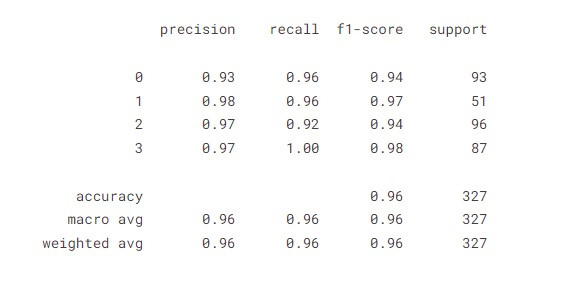 precision recall f1-score support
0 0.93 0.96 0.94 93
1 0.98 0.96 0.97 51
2 0.97 0.92 0.94 96
3 0.97 1.00 0.98 87
accuracy 0.96 327
macro avg 0.96 0.96 0.96 327
weighted avg 0.96 0.96 0.96 327